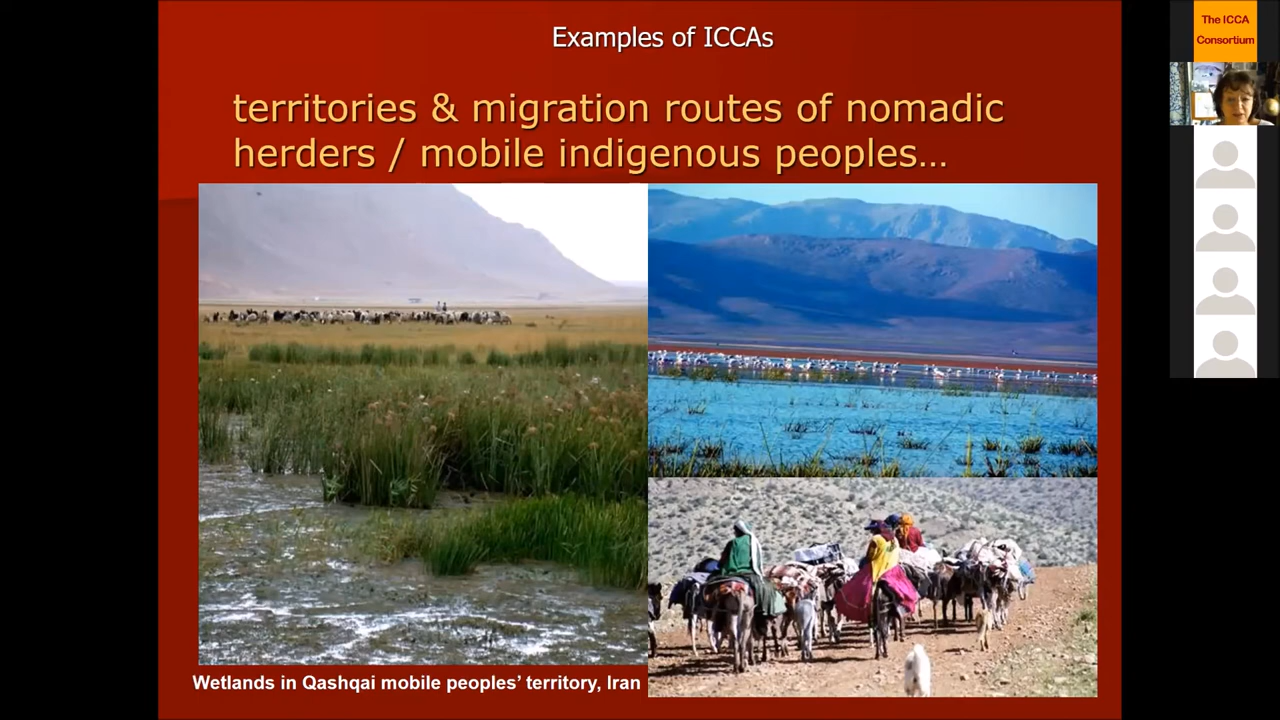 Examples of ICCAs
territories & migration routes of nomadic
herders / mobile indigenous peoples…
Wetlands in Qashqai mobile peoples’ territory, Iran
The ICCA
Consortium